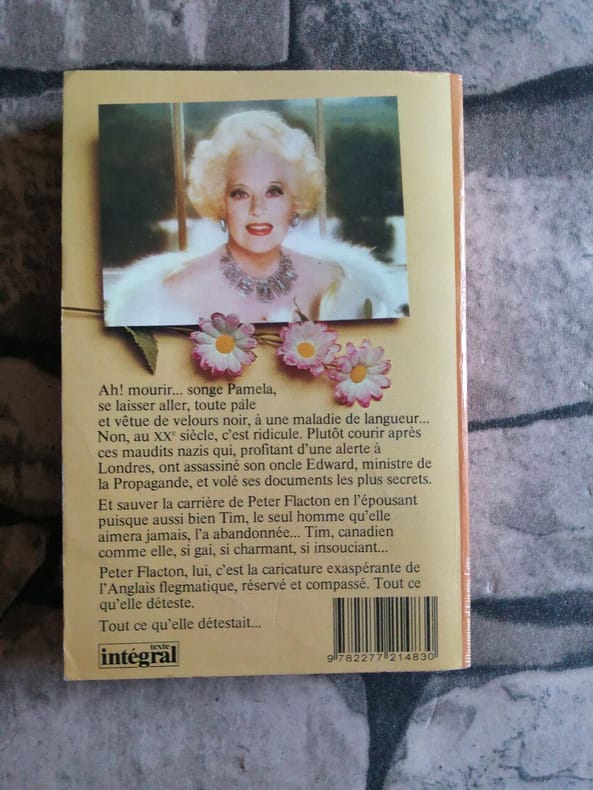 Ah! mourir... songe Pamela,
se laisser aller, toute pâle
et vêtue de velours noir, à une maladie de langueur...
Non, au XXe siècle, c'est ridicule. Plutôt courir après
ces maudits nazis qui, profitant d'une alerte à
Londres, ont assassiné son oncle Edward, ministre de
la Propagande, et volé ses documents les plus secrets.
Et sauver la carrière de Peter Flacton en l'épousant
puisque aussi bien Tim, le seul homme qu'elle
aimera jamais, l'a abandonnée... Tim, canadien
comme elle, si gai, si charmant, si insouciant...
Peter Flacton, lui, c'est la caricature exaspérante de
l'Anglais flegmatique, réservé et compassé. Tout ce
qu'elle déteste.
Tout ce qu'elle détestait...
texte
intégral
9 782277 214830